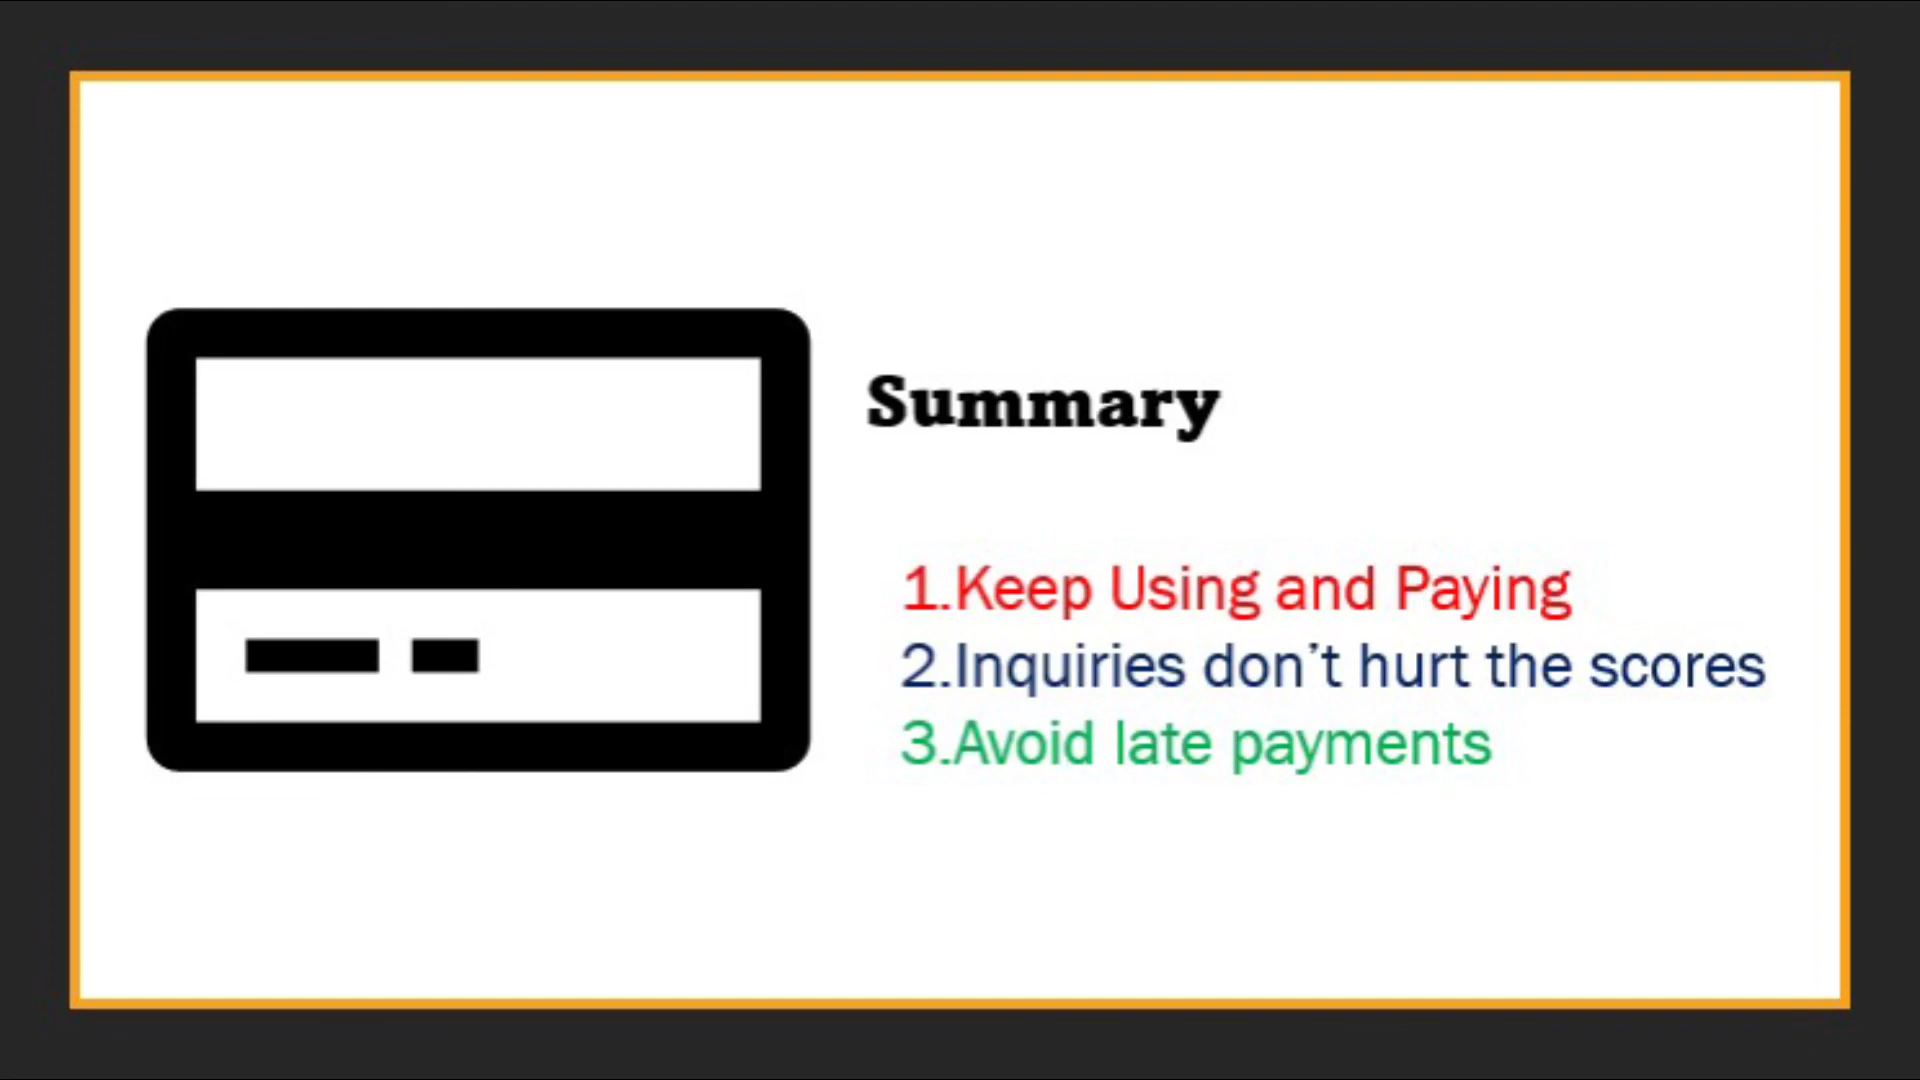 Summary
1.Keep Using and Paying
2.Inquiries don’t hurt the scores
3.Avoid late payments